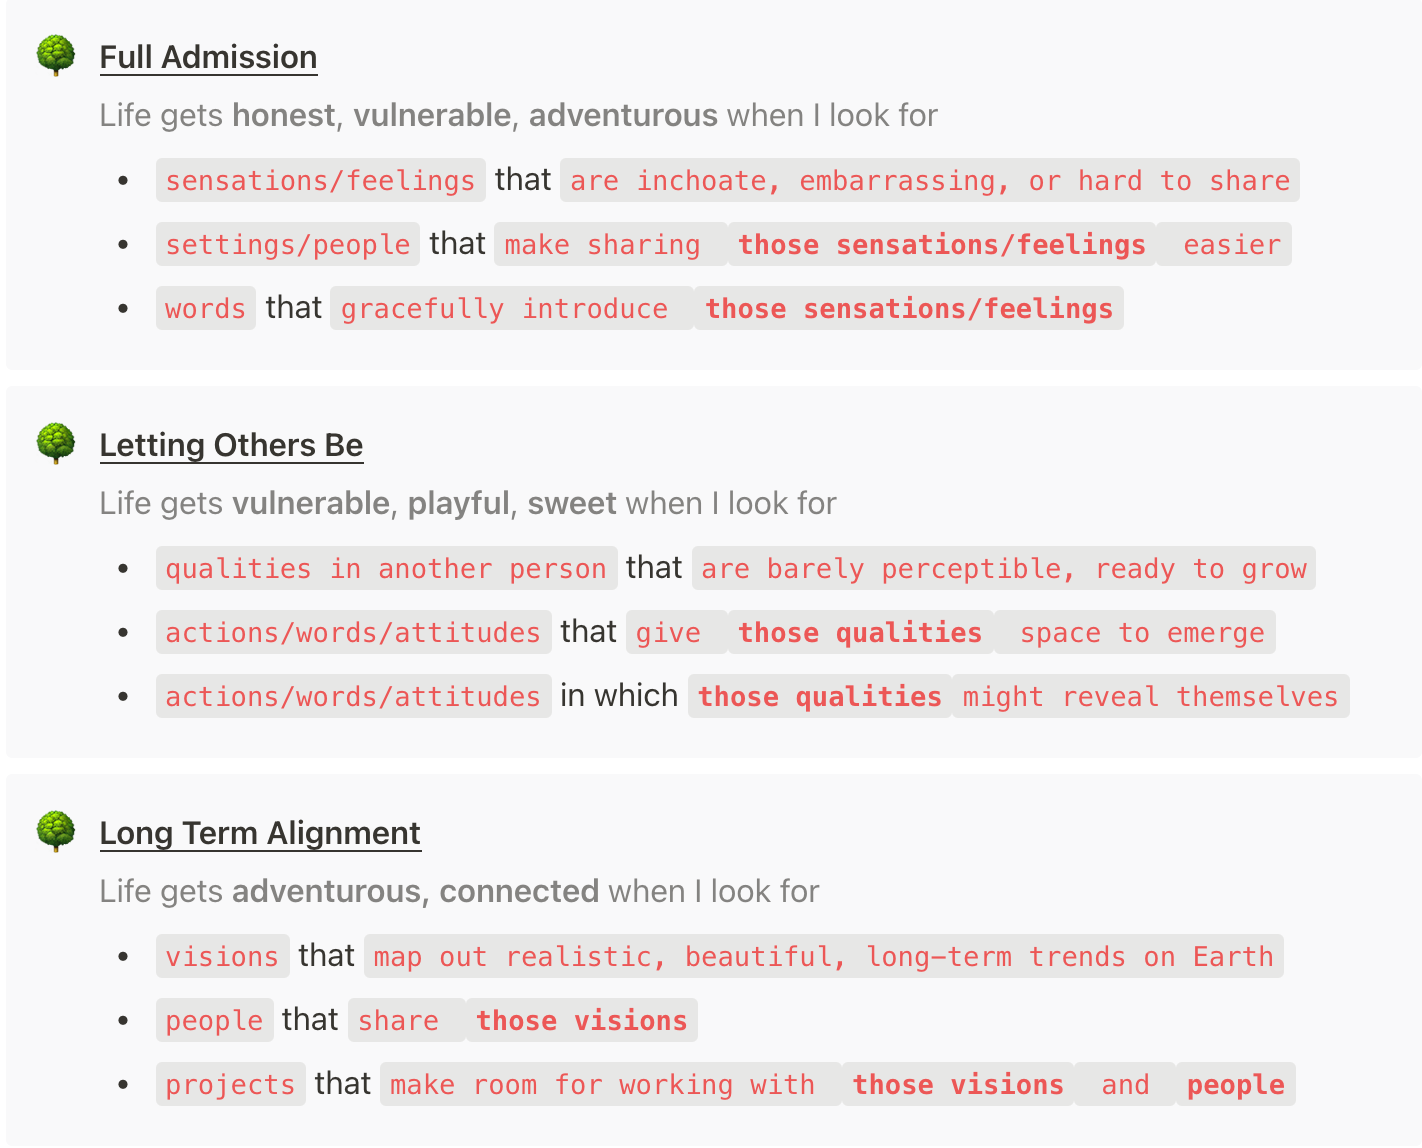 Full Admission
Life gets honest, vulnerable, adventurous when I look for
• sensations/feelings that are inchoate, embarrassing, or hard to share
• settings/people that make sharing those sensations/feelings easier
• words that gracefully introduce those sensations/feelings
Letting Others Be
Life gets vulnerable, playful, sweet when I look for
• qualities in another person that are barely perceptible, ready to grow
• actions/words/attitudes that give those qualities space to emerge
• actions/words/attitudes in which those qualities might reveal themselves
Long Term Alignment
Life gets adventurous, connected when I look for
• visions that map out realistic, beautiful, long-term trends on Earth
• people that share those visions
• projects that make room for working with those visions and people